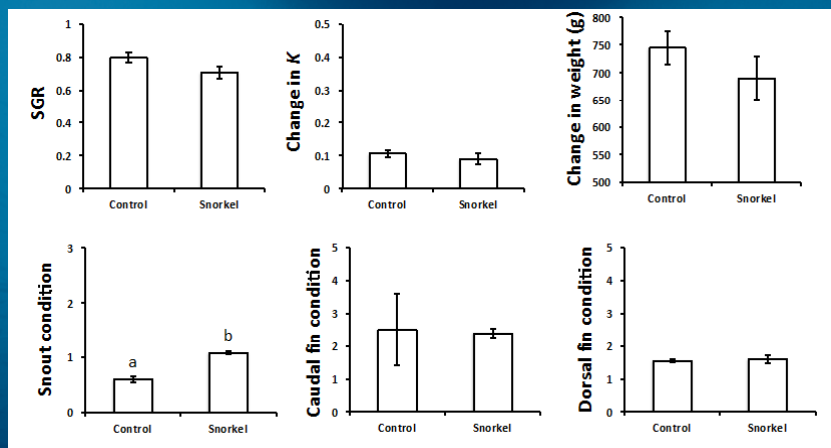 SGR
1
0.8
0.6
0.4
0.2
0
Control Snorkel
Change in K
0.5
0.4
0.3
0.2
0.1
0
Control Snorkel
Change in weight (g)
800
750
700
650
600
550
500
Control Snorkel
Snout condition
3
2
1
0
a
b
Control Snorkel
Caudal fin condition
5
4
3
2
1
0
Control Snorkel
Dorsal fin condition
5
4
3
2
1
0
Control Snorkel